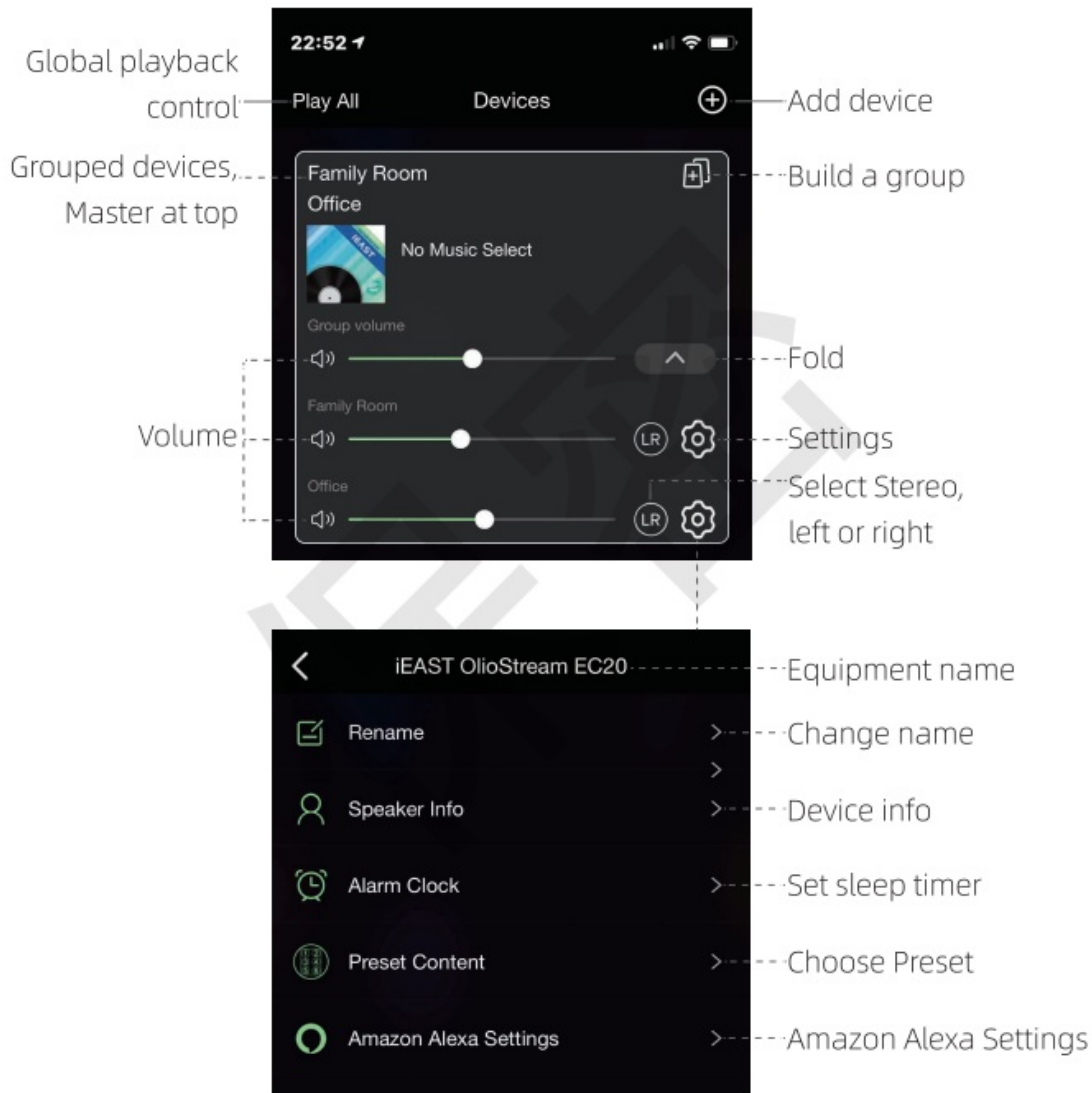 22:52
Global playback
control
Play All
Devices
Add device
Grouped devices,
Master at top
Family Room
Office
Build a group
iEAST
No Music Select
Group volume
Fold
Volume
Family Room
LR
Settings
Office
LR
Select Stereo,
left or right
iEAST OlioStream EC20
Equipment name
Rename
Change name
Speaker Info
Device info
Alarm Clock
Set sleep timer
Preset Content
Choose Preset
Amazon Alexa Settings
Amazon Alexa Settings